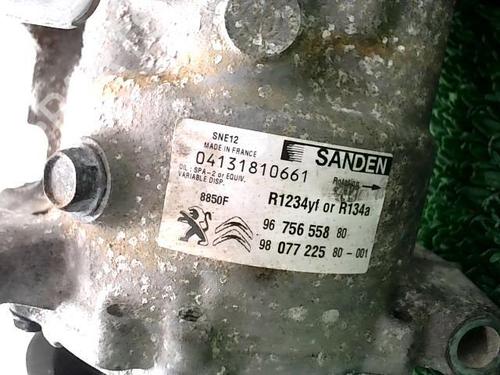 SNE12
MADE IN FRANCE
04131810661
OIL : SPA-2 or EQUIV.
VARIABLE DISP.
SANDEN
Rotation
8850F
R1234yf or R134a
96 756 558 80
98 077 225 80-001